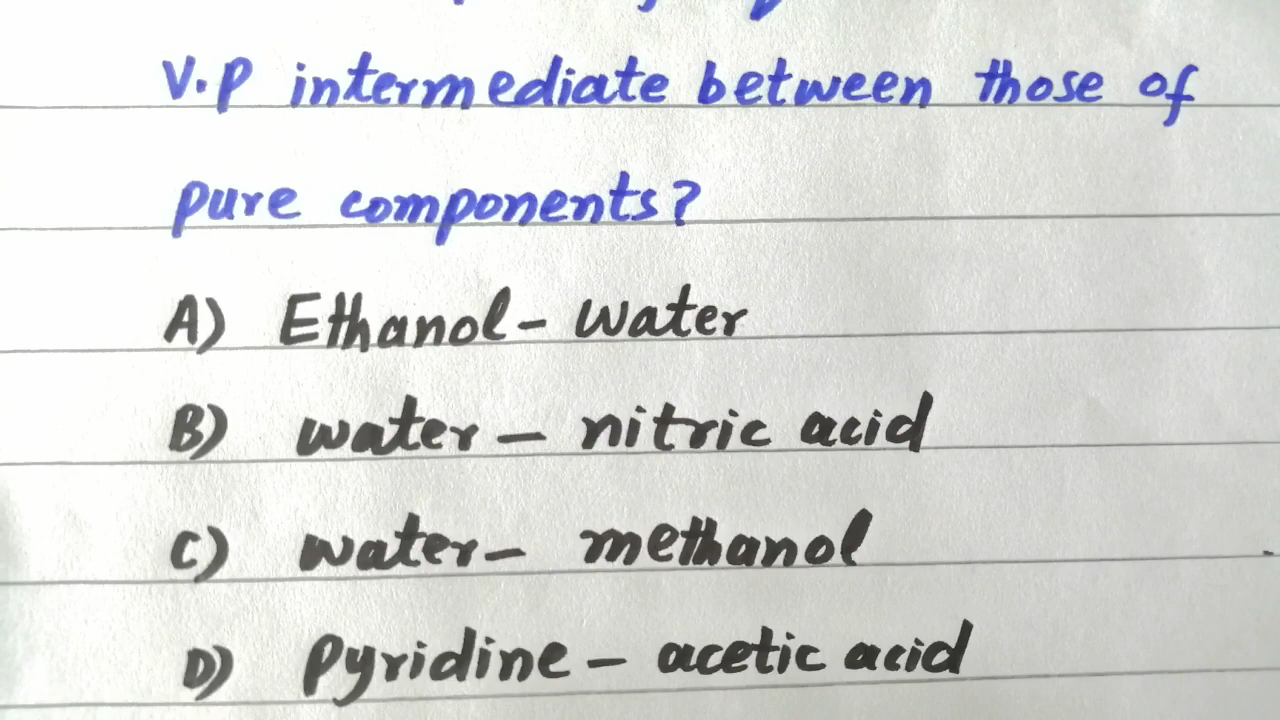 V.P intermediate between those of
pure components?
A) Ethanol - water
B) water - nitric acid
C) water - methanol
D) Pyridine - acetic acid